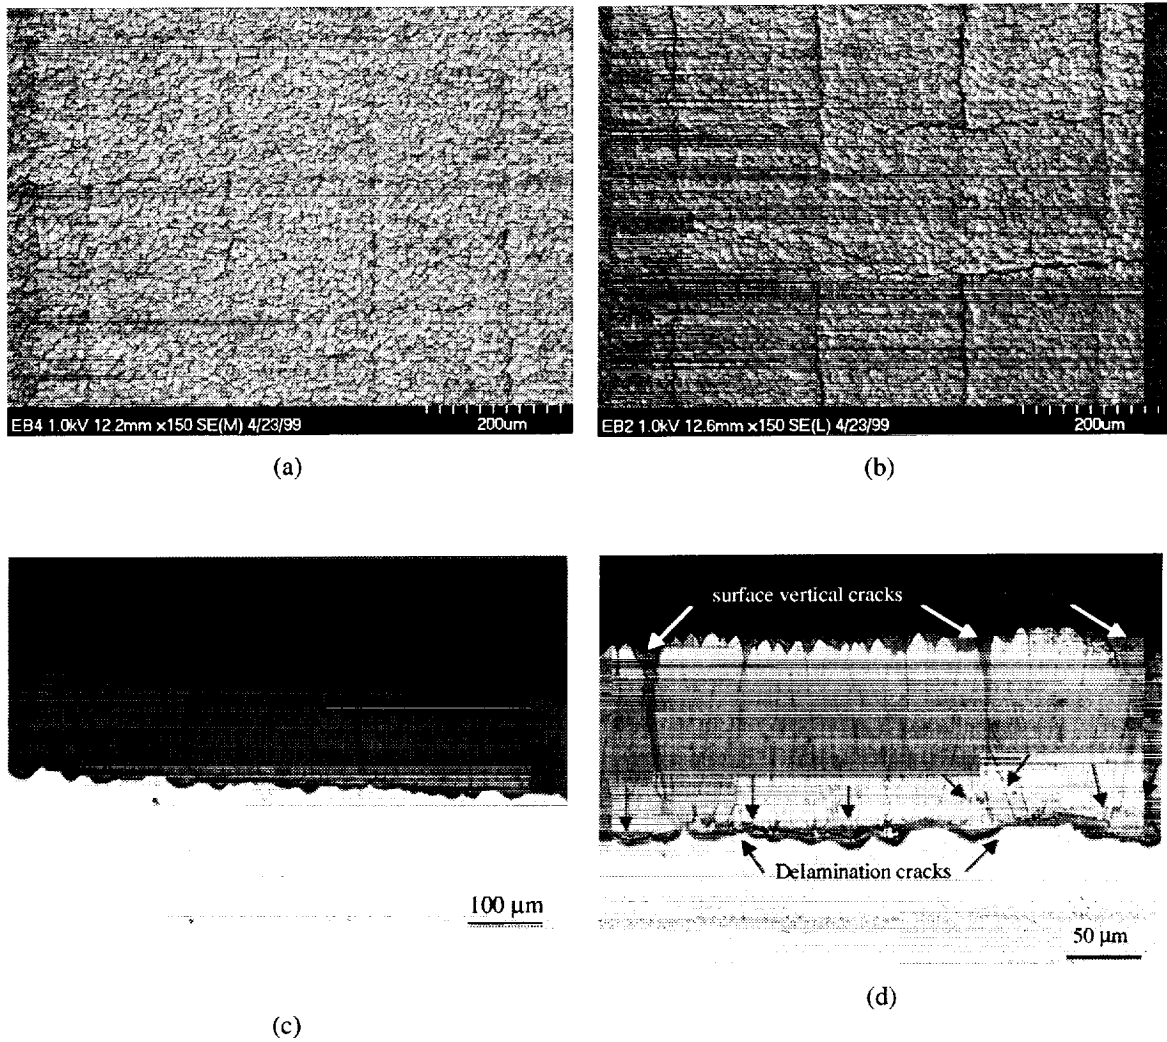 EB4 1.0kV 12.2mm x150 SE(M) 4/23/99 200um
EB2 1.0kV 12.6mm x150 SE(L) 4/23/99 200um
(a)
(b)
surface vertical cracks
Delamination cracks
100 μm
50 μm
(c)
(d)